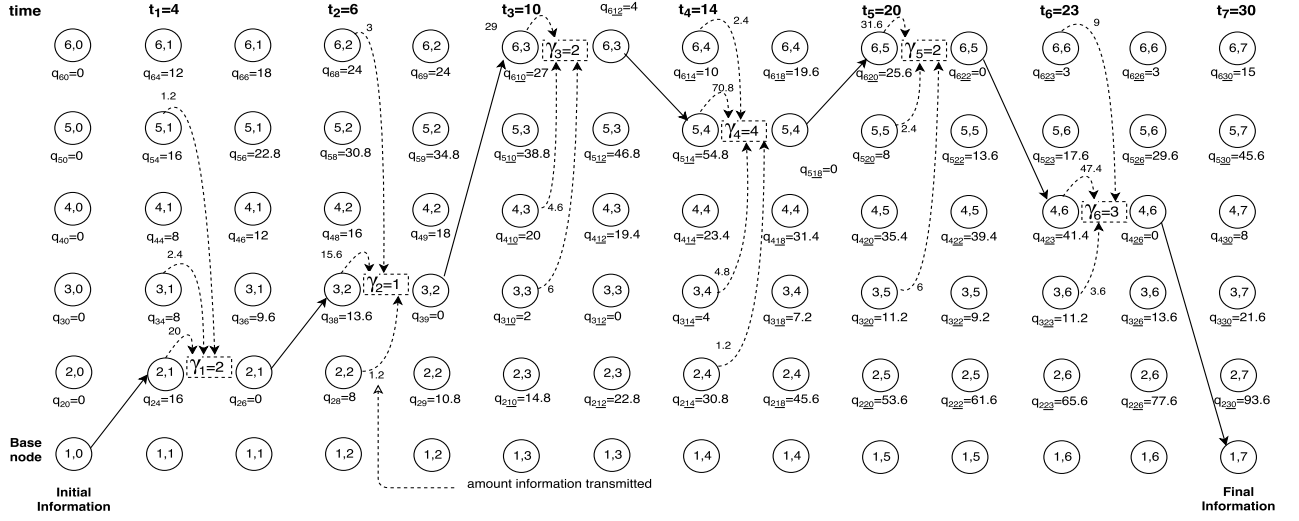 time t₁=4 t₂=6 t₃=10 q₆₁₂=4 t₄=14 t₅=20 t₆=23 t₇=30
3 29 2.4 31.6 9
6,0 6,1 6,1 6,2 6,2 6,3 γ₃=2 6,3 6,4 6,4 6,5 γ₅=2 6,5 6,6 6,6 6,7
q₆₀=0 q₆₄=12 q₆₆=18 q₆₈=24 q₆₉=24 q₆₁₀=27 q₆₁₄=10 q₆₁₈=19.6 q₆₂₀=25.6 q₆₂₂=0 q₆₂₃=3 q₆₂₆=3 q₆₃₀=15
1.2 70.8
5,0 5,1 5,1 5,2 5,2 5,3 5,3 5,4 γ₄=4 5,4 5,5 2.4 5,5 5,6 5,6 5,7
q₅₀=0 q₅₄=16 q₅₆=22.8 q₅₈=30.8 q₅₉=34.8 q₅₁₀=38.8 q₅₁₂=46.8 q₅₁₄=54.8 q₅₂₀=8 q₅₂₂=13.6 q₅₂₃=17.6 q₅₂₆=29.6 q₅₃₀=45.6
q₅₁₈=0 47.4
4,0 4,1 4,1 4,2 4,2 4,3 4.6 4,3 4,4 4,4 4,5 4,5 4,6 γ₆=3 4,6 4,7
q₄₀=0 q₄₄=8 q₄₆=12 q₄₈=16 q₄₉=18 q₄₁₀=20 q₄₁₂=19.4 q₄₁₄=23.4 q₄₁₈=31.4 q₄₂₀=35.4 q₄₂₂=39.4 q₄₂₃=41.4 q₄₂₆=0 q₄₃₀=8
2.4 15.6 4.8
3,0 3,1 3,1 3,2 γ₂=1 3,2 3,3 6 3,3 3,4 3,4 3,5 6 3,5 3,6 3.6 3,6 3,7
q₃₀=0 q₃₄=8 q₃₆=9.6 q₃₈=13.6 q₃₉=0 q₃₁₀=2 q₃₁₂=0 q₃₁₄=4 q₃₁₈=7.2 q₃₂₀=11.2 q₃₂₂=9.2 q₃₂₃=11.2 q₃₂₆=13.6 q₃₃₀=21.6
20 1.2
2,0 2,1 γ₁=2 2,1 2,2 1.2 2,2 2,3 2,3 2,4 2,4 2,5 2,5 2,6 2,6 2,7
q₂₀=0 q₂₄=16 q₂₆=0 q₂₈=8 q₂₉=10.8 q₂₁₀=14.8 q₂₁₂=22.8 q₂₁₄=30.8 q₂₁₈=45.6 q₂₂₀=53.6 q₂₂₂=61.6 q₂₂₃=65.6 q₂₂₆=77.6 q₂₃₀=93.6
Base
node 1,0 1,1 1,1 1,2 1,2 1,3 1,3 1,4 1,4 1,5 1,5 1,6 1,6 1,7
amount information transmitted
Initial
Information
Final
Information